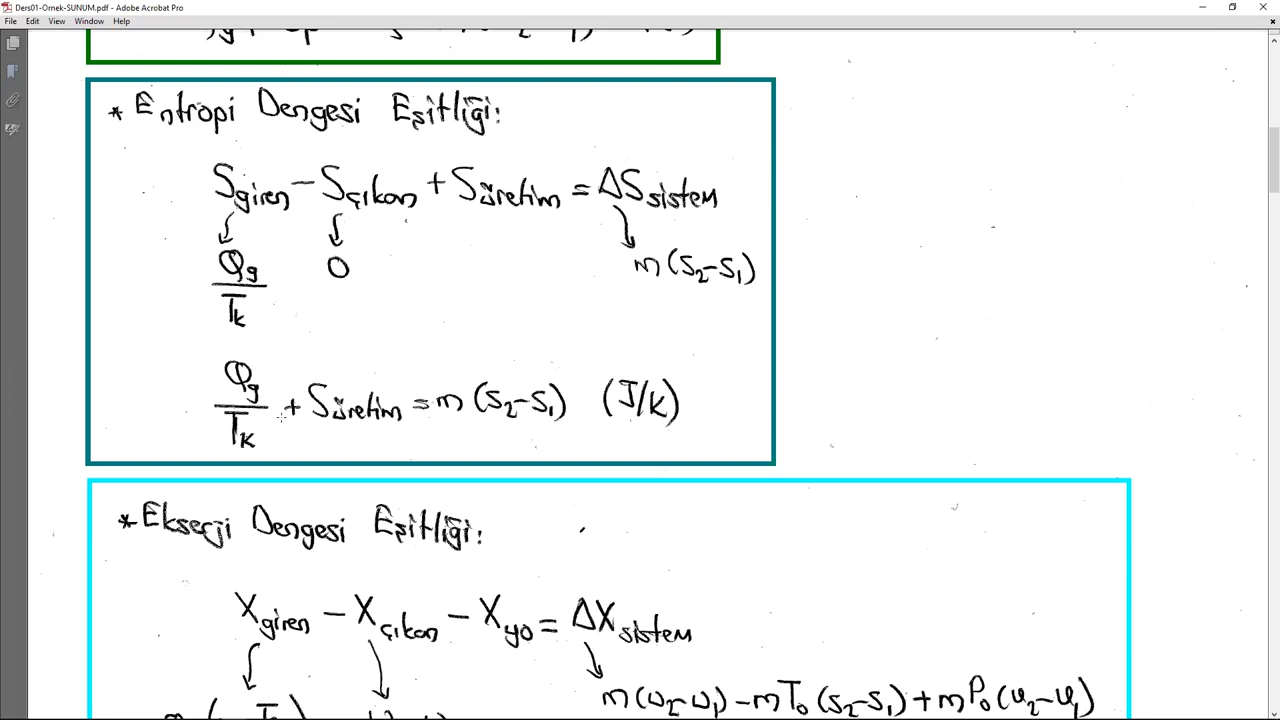 Ders01-Ornek-SUNUM.pdf - Adobe Acrobat Pro
File Edit View Window Help
* Entropi Dengesi Eşitliği:
Sgiren - Sçıkan + Süretim = ΔSsistem
Qg/Tk 0 m(s2-s1)
Qg/Tk + Süretim = m(s2-s1) (J/K)
* Ekserji Dengesi Eşitliği:
Xgiren - Xçıkan - Xyo = ΔXsistem
m(u2-u1) - mT0(s2-s1) + mP0(v2-v1)